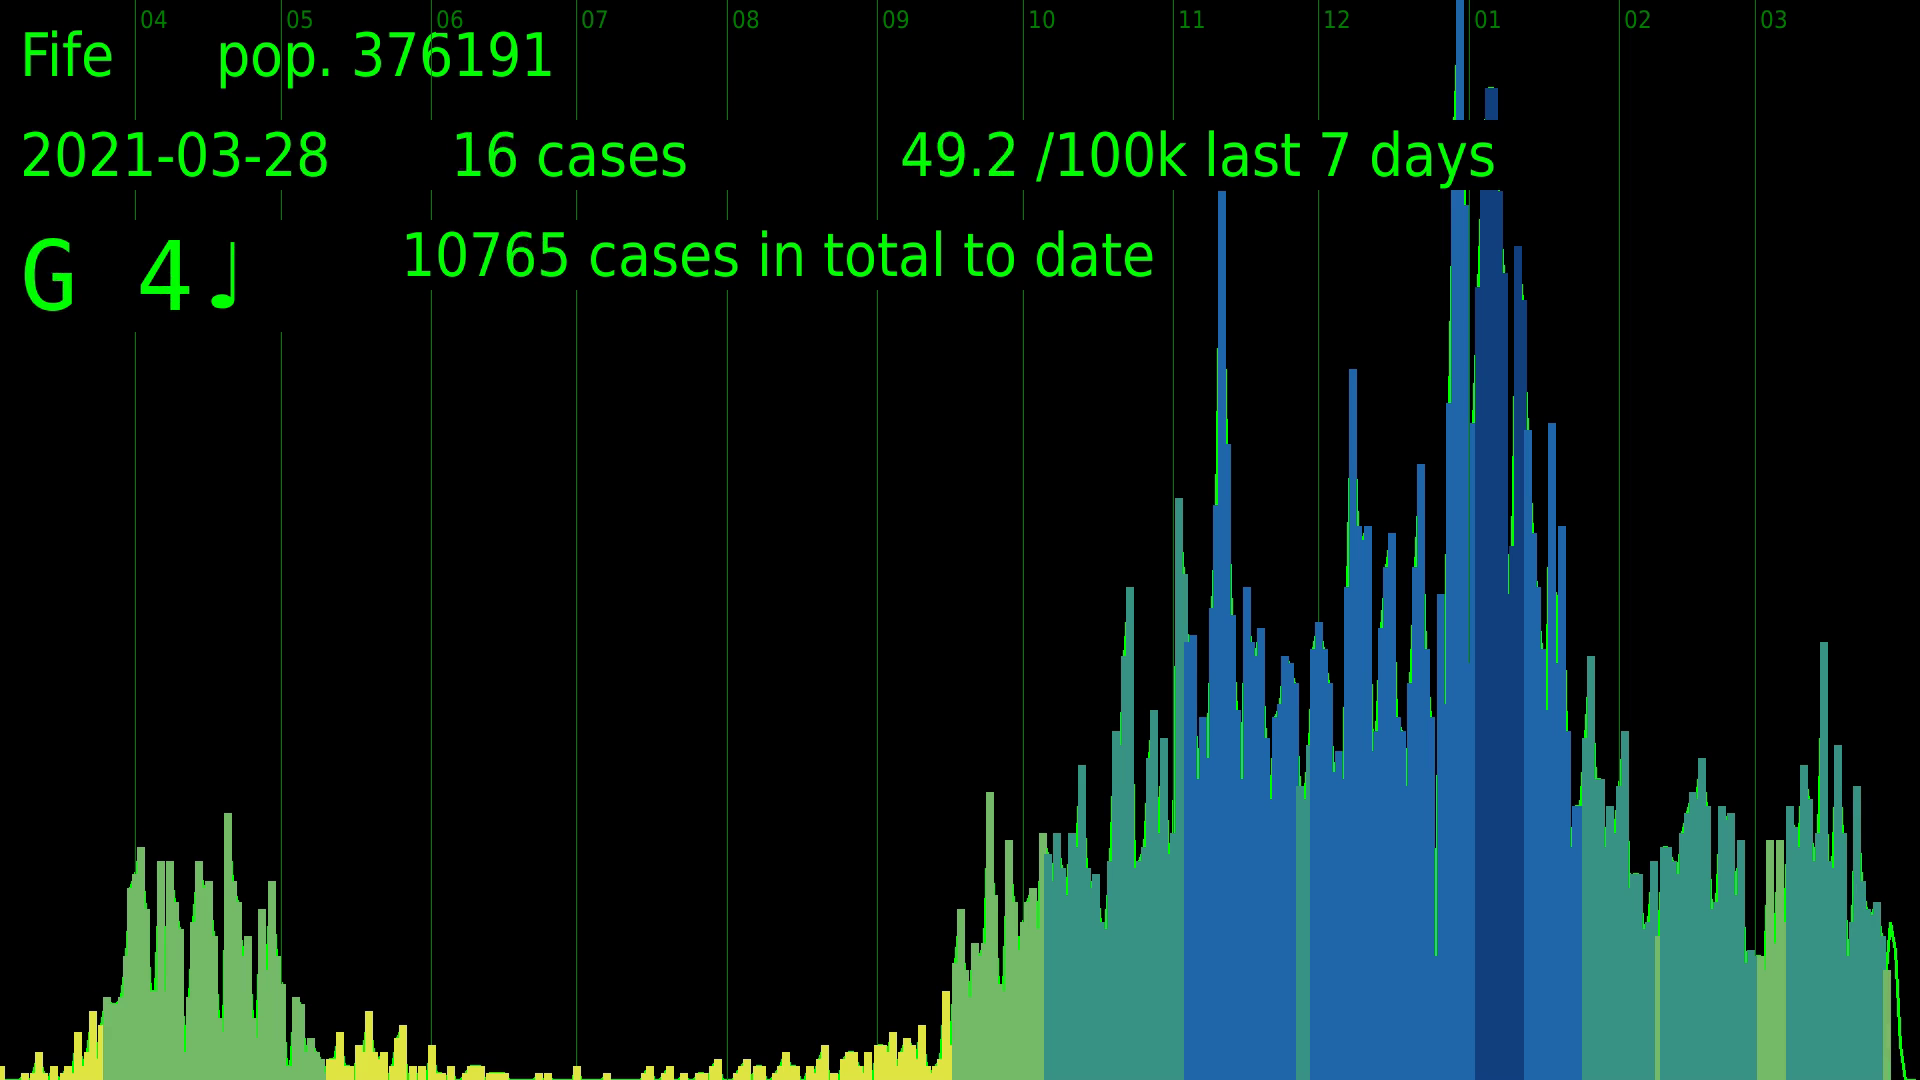 04 05 06 07 08 09 10 11 12 01 02 03
Fife pop. 376191
2021-03-28 16 cases 49.2 /100k last 7 days
G 4♩ 10765 cases in total to date